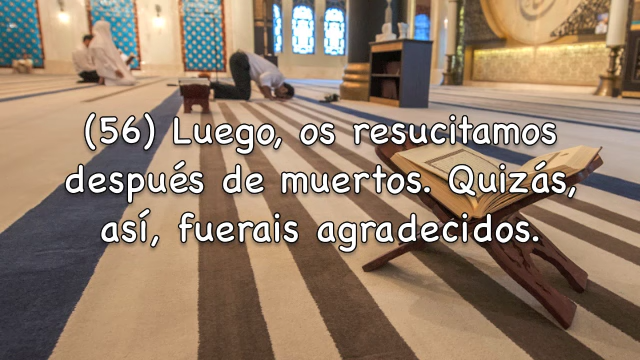 (56) Luego, os resucitamos
después de muertos. Quizás,
así, fuerais agradecidos.